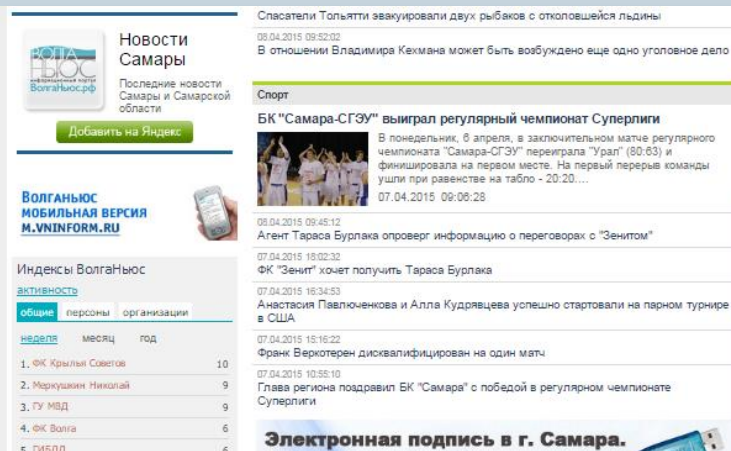 Спасатели Тольятти эвакуировали двух рыбаков с отколовшейся льдины
08.04.2015 09:52:02
В отношении Владимира Кехмана может быть возбуждено еще одно уголовное дело
Новости
Самары
Последние новости
Самары и Самарской
области
ВОЛГА
НЬЮС
информационный портал
ВолгаНьюс.рф
Добавить на Яндекс
ВОЛГАНЬЮС
МОБИЛЬНАЯ ВЕРСИЯ
M.VNINFORM.RU
Индексы ВолгаНьюс
активность
общие персоны организации
неделя месяц год
1. ФК Крылья Советов 10
2. Меркушкин Николай 9
3. ГУ МВД 9
4. ФК Волга 6
5. ГИБДД 6
Спорт
БК "Самара-СГЭУ" выиграл регулярный чемпионат Суперлиги
В понедельник, 6 апреля, в заключительном матче регулярного
чемпионата "Самара-СГЭУ" переиграла "Урал" (80:63) и
финишировала на первом месте. На первый перерыв команды
ушли при равенстве на табло - 20:20....
07.04.2015 09:06:28
08.04.2015 09:45:12
Агент Тараса Бурлака опроверг информацию о переговорах с "Зенитом"
07.04.2015 18:02:32
ФК "Зенит" хочет получить Тараса Бурлака
07.04.2015 16:34:53
Анастасия Павлюченкова и Алла Кудрявцева успешно стартовали на парном турнире
в США
07.04.2015 15:16:22
Франк Веркотерен дисквалифицирован на один матч
07.04.2015 10:55:10
Глава региона поздравил БК "Самара" с победой в регулярном чемпионате
Суперлиги
Электронная подпись в г. Самара.